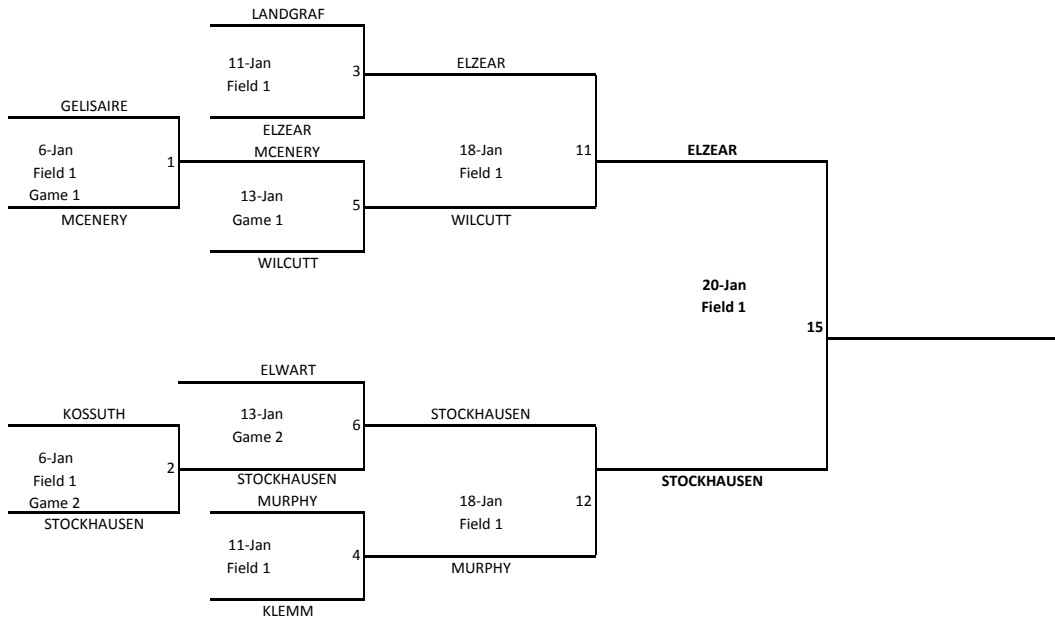 LANDGRAF
11-Jan
Field 1
3
ELZEAR
GELISAIRE
ELZEAR
6-Jan
Field 1
Game 1
1
MCENERY
18-Jan
Field 1
11
ELZEAR
13-Jan
Game 1
5
MCENERY
WILCUTT
WILCUTT
20-Jan
Field 1
15
ELWART
KOSSUTH
13-Jan
Game 2
6
STOCKHAUSEN
6-Jan
Field 1
Game 2
2
STOCKHAUSEN
STOCKHAUSEN
MURPHY
18-Jan
Field 1
12
STOCKHAUSEN
11-Jan
Field 1
4
MURPHY
KLEMM